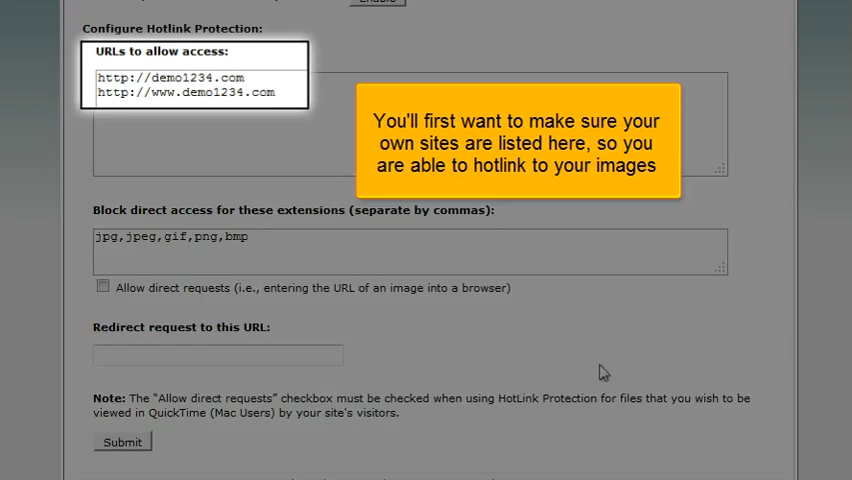 Enable
Configure Hotlink Protection:
URLs to allow access:
http://demo1234.com
http://www.demo1234.com
You'll first want to make sure your
own sites are listed here, so you
are able to hotlink to your images
Block direct access for these extensions (separate by commas):
jpg,jpeg,gif,png,bmp
Allow direct requests (i.e., entering the URL of an image into a browser)
Redirect request to this URL:
Note: The “Allow direct requests” checkbox must be checked when using HotLink Protection for files that you wish to be
viewed in QuickTime (Mac Users) by your site's visitors.
Submit